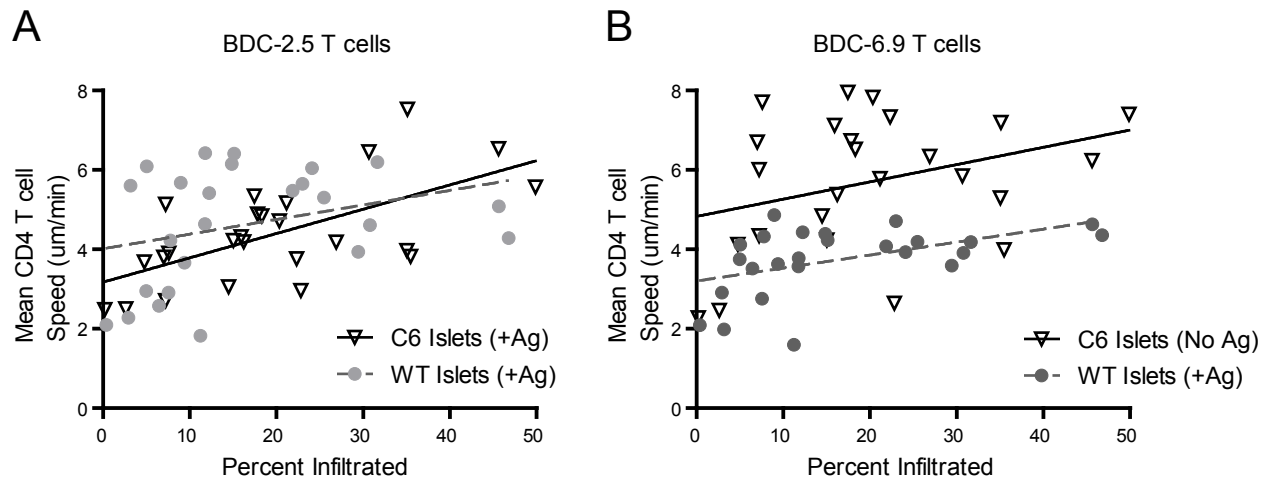 A
BDC-2.5 T cells
Mean CD4 T cell
Speed (um/min)
8
6
4
2
0
0 10 20 30 40 50
Percent Infiltrated
C6 Islets (+Ag)
WT Islets (+Ag)
B
BDC-6.9 T cells
Mean CD4 T cell
Speed (um/min)
8
6
4
2
0
0 10 20 30 40 50
Percent Infiltrated
C6 Islets (No Ag)
WT Islets (+Ag)